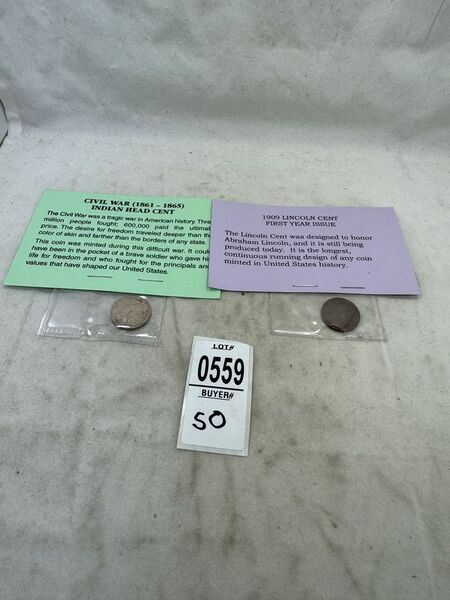 CIVIL WAR (1861 – 1865)
INDIAN HEAD CENT
The Civil War was a tragic war in American history. Three
million people fought; 600,000 paid the ultimate
price. The desire for freedom traveled deeper than the
color of skin and farther than the borders of any state.
This coin was minted during this difficult war. It could
have been in the pocket of a brave soldier who gave his
life for freedom and who fought for the principals and
values that have shaped our United States.
1909 LINCOLN CENT
FIRST YEAR ISSUE
The Lincoln Cent was designed to honor
Abraham Lincoln, and it is still being
produced today. It is the longest,
continuous running design of any coin
minted in United States history.
LOT#
0559
BUYER#
50